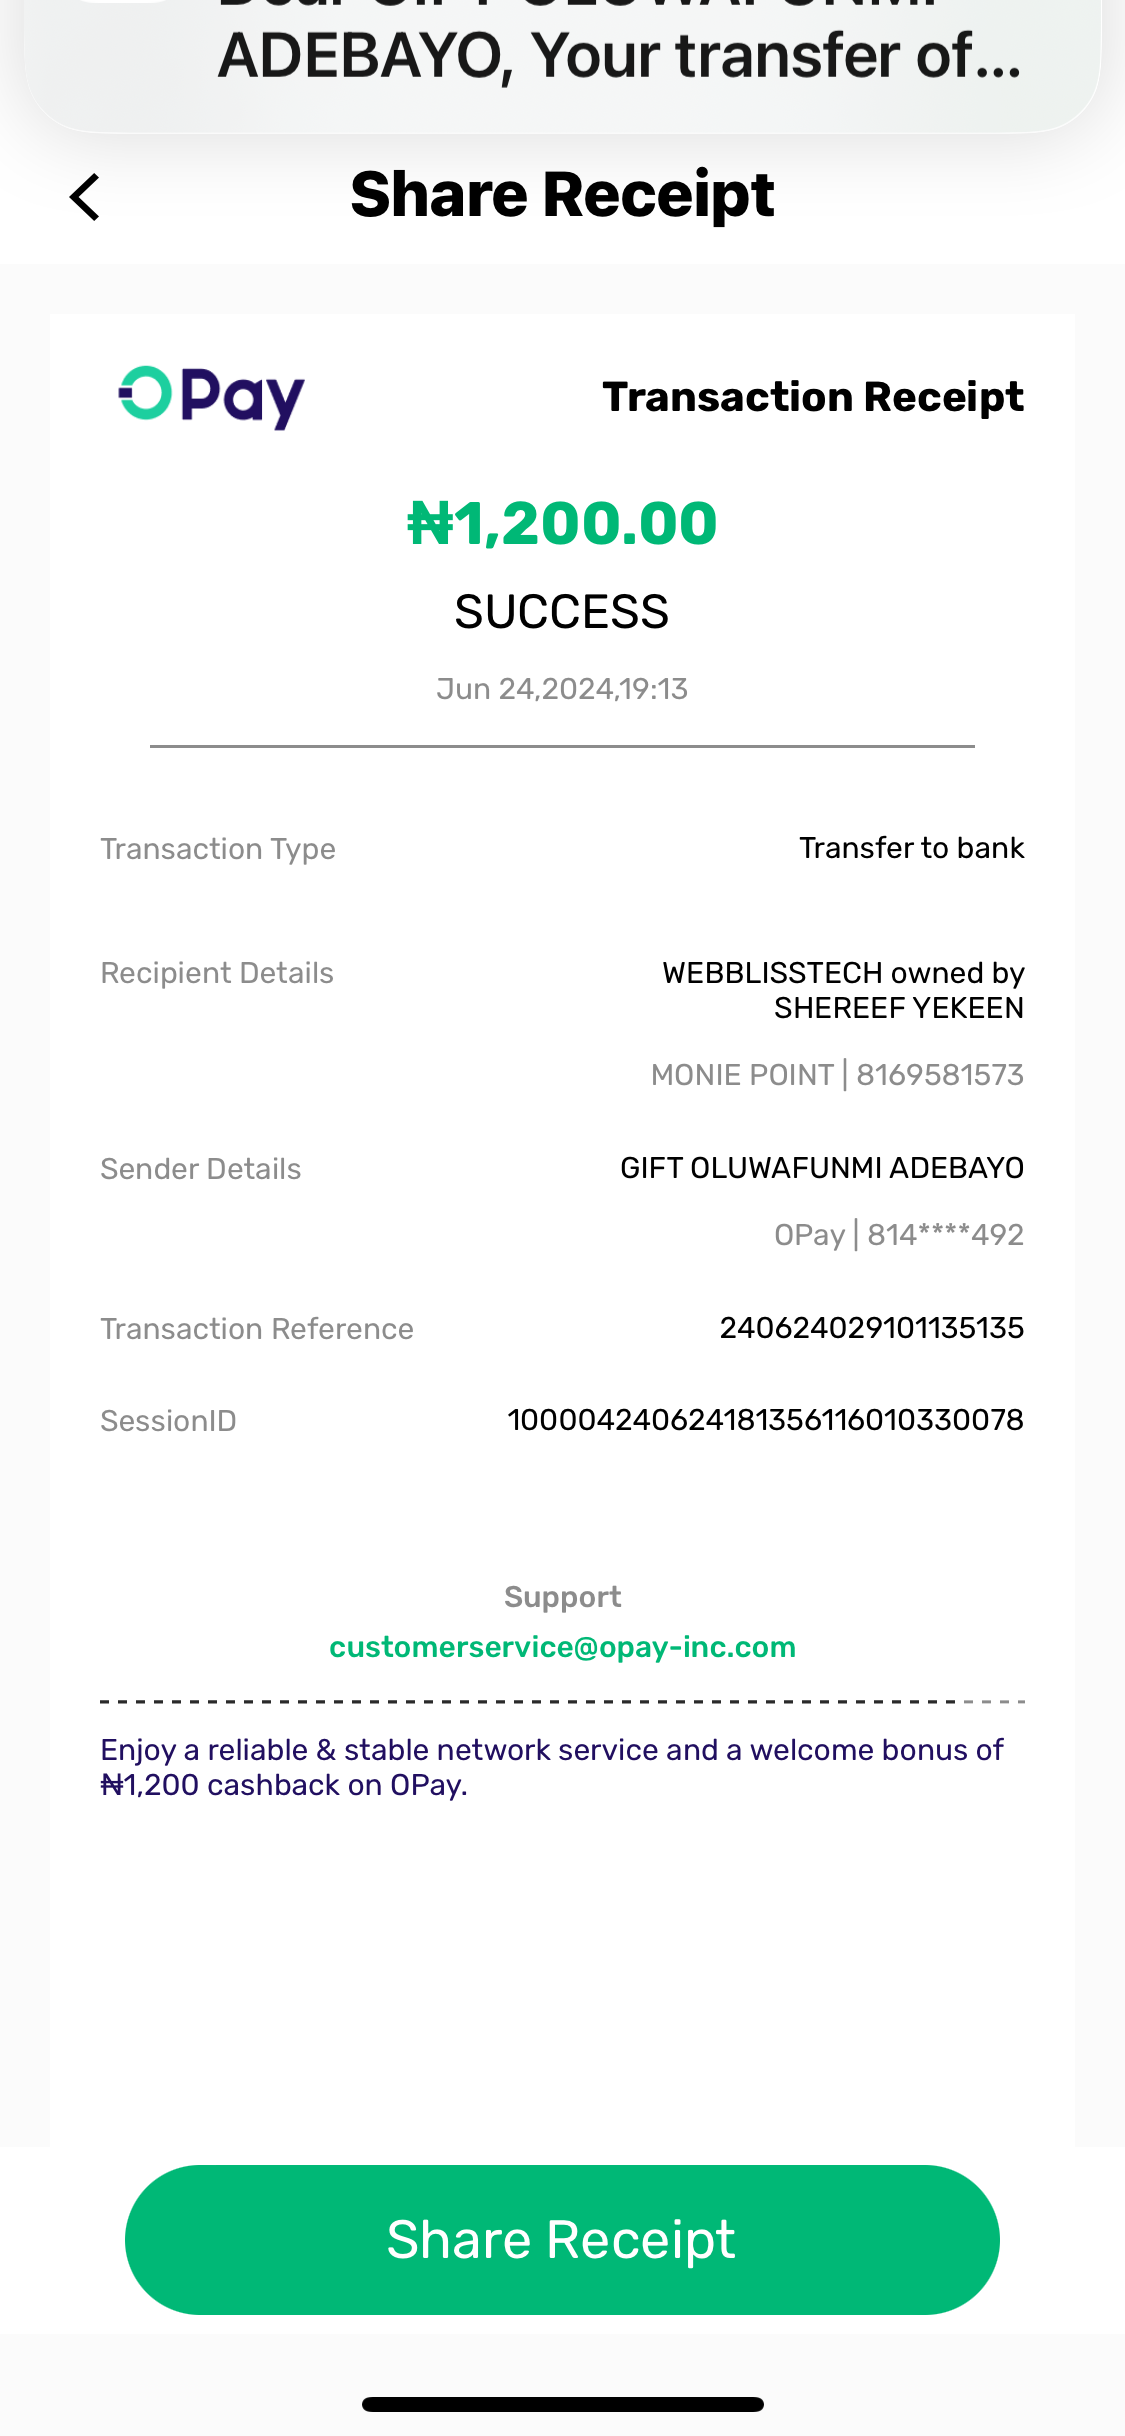 ADEBAYO, Your transfer of...
Share Receipt
OPay
Transaction Receipt
₦1,200.00
SUCCESS
Jun 24,2024,19:13
Transaction Type
Transfer to bank
Recipient Details
WEBBLISSTECH owned by
SHEREEF YEKEEN
MONIE POINT | 8169581573
Sender Details
GIFT OLUWAFUNMI ADEBAYO
OPay | 814****492
Transaction Reference
240624029101135135
SessionID
100004240624181356116010330078
Support
customerservice@opay-inc.com
Enjoy a reliable & stable network service and a welcome bonus of
₦1,200 cashback on OPay.
Share Receipt